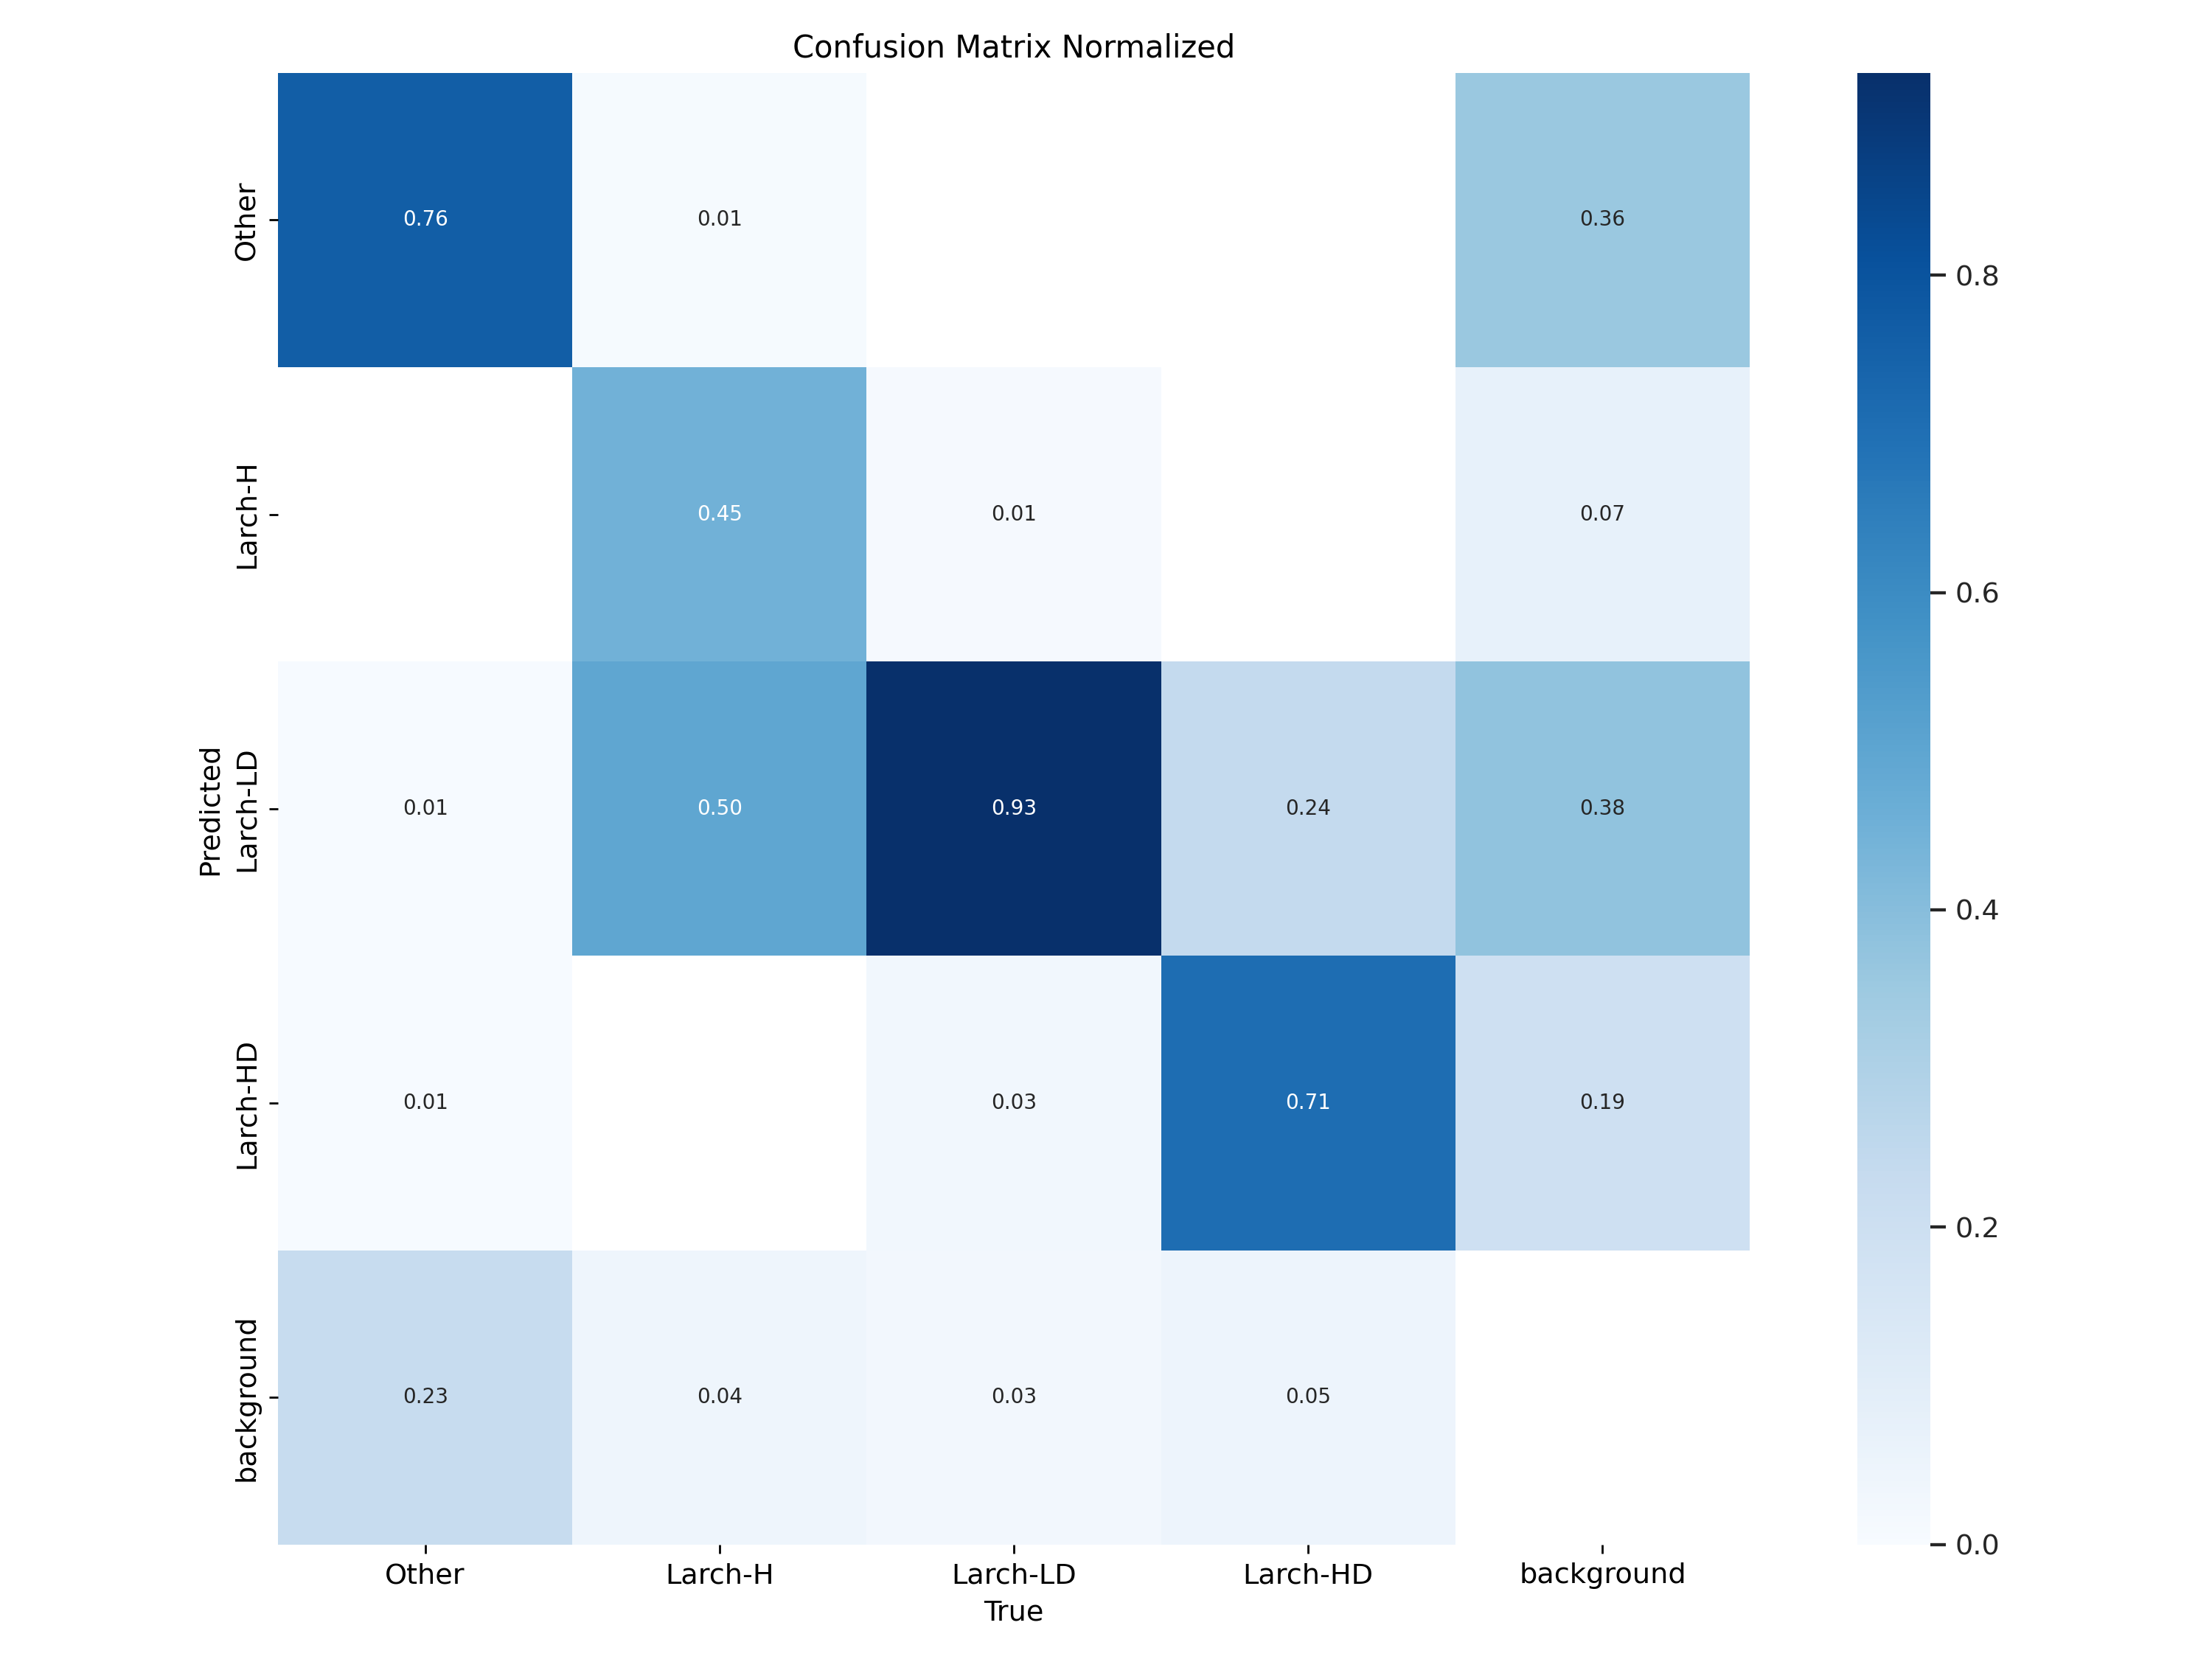 Confusion Matrix Normalized
Other
0.76
0.01
0.36
0.8
Larch-H
0.45
0.01
0.07
0.6
Predicted
Larch-LD
0.01
0.50
0.93
0.24
0.38
0.4
Larch-HD
0.01
0.03
0.71
0.19
0.2
background
0.23
0.04
0.03
0.05
0.0
Other
Larch-H
Larch-LD
Larch-HD
background
True